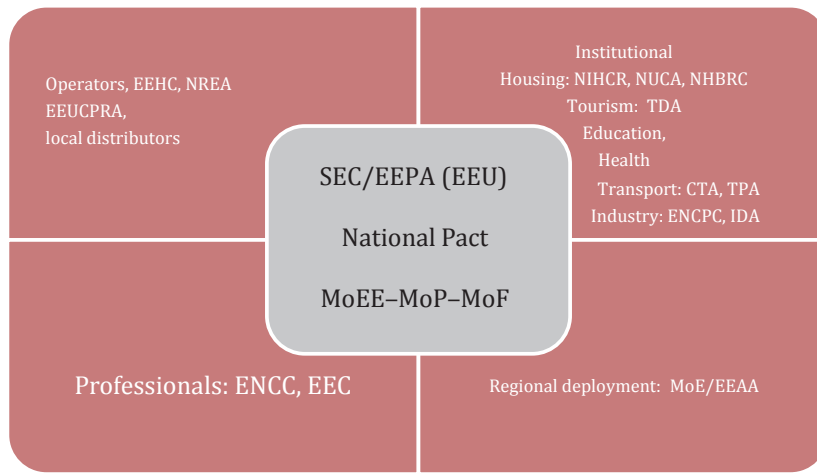 Operators, EEHC, NREA
EEUCPRA,
local distributors
Institutional
Housing: NIHCR, NUCA, NHBRC
Tourism: TDA
Education,
Health
Transport: CTA, TPA
Industry: ENCPC, IDA
SEC/EEPA (EEU)
National Pact
MoEE–MoP–MoF
Professionals: ENCC, EEC
Regional deployment: MoE/EEAA